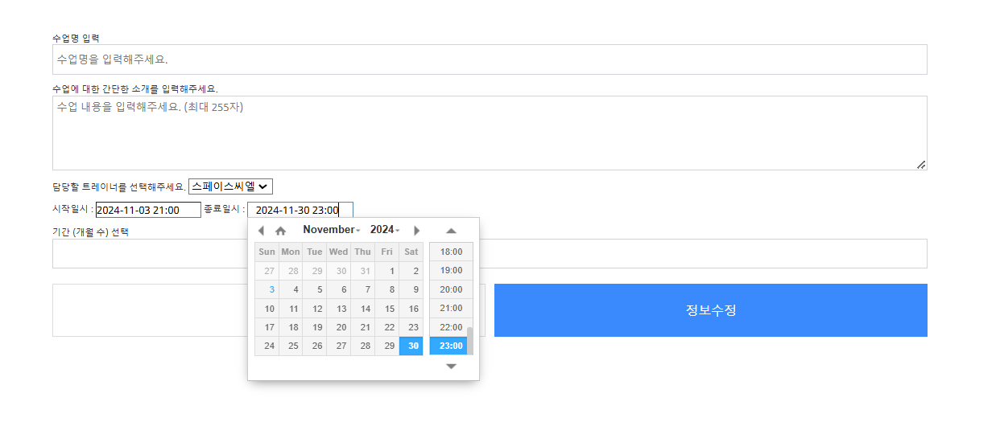 수업명 입력
수업명을 입력해주세요.
수업에 대한 간단한 소개를 입력해주세요.
수업 내용을 입력해주세요. (최대 255자)
담당할 트레이너를 선택해주세요. 스페이스씨엘
시작일시 : 2024-11-03 21:00 종료일시 : 2024-11-30 23:00
기간 (개월 수) 선택
November 2024
Sun Mon Tue Wed Thu Fri Sat
27 28 29 30 31 1 2
3 4 5 6 7 8 9
10 11 12 13 14 15 16
17 18 19 20 21 22 23
24 25 26 27 28 29 30
18:00
19:00
20:00
21:00
22:00
23:00
정보수정